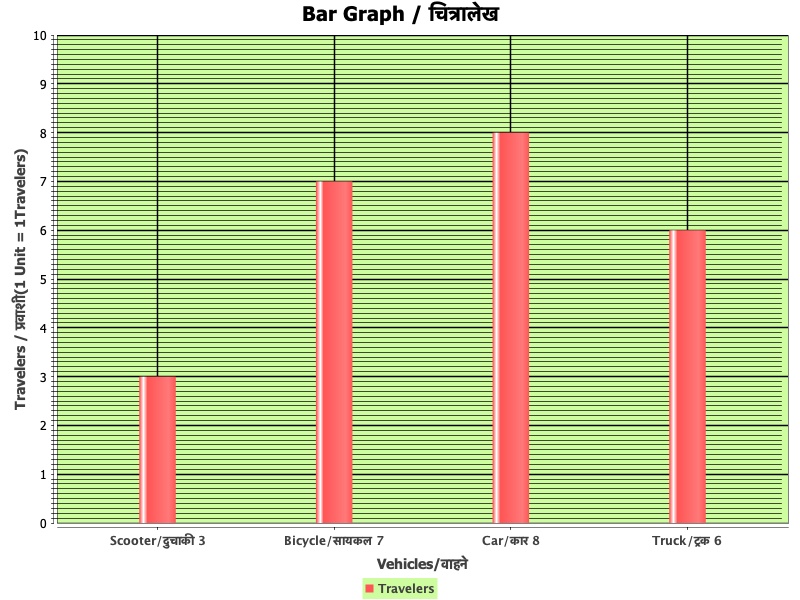 Bar Graph / चित्रालेख
Travelers / प्रवाशी(1 Unit = 1Travelers)
10
9
8
7
6
5
4
3
2
1
0
Scooter/दुचाकी 3 Bicycle/सायकल 7 Car/कार 8 Truck/ट्रक 6
Vehicles/वाहने
Travelers